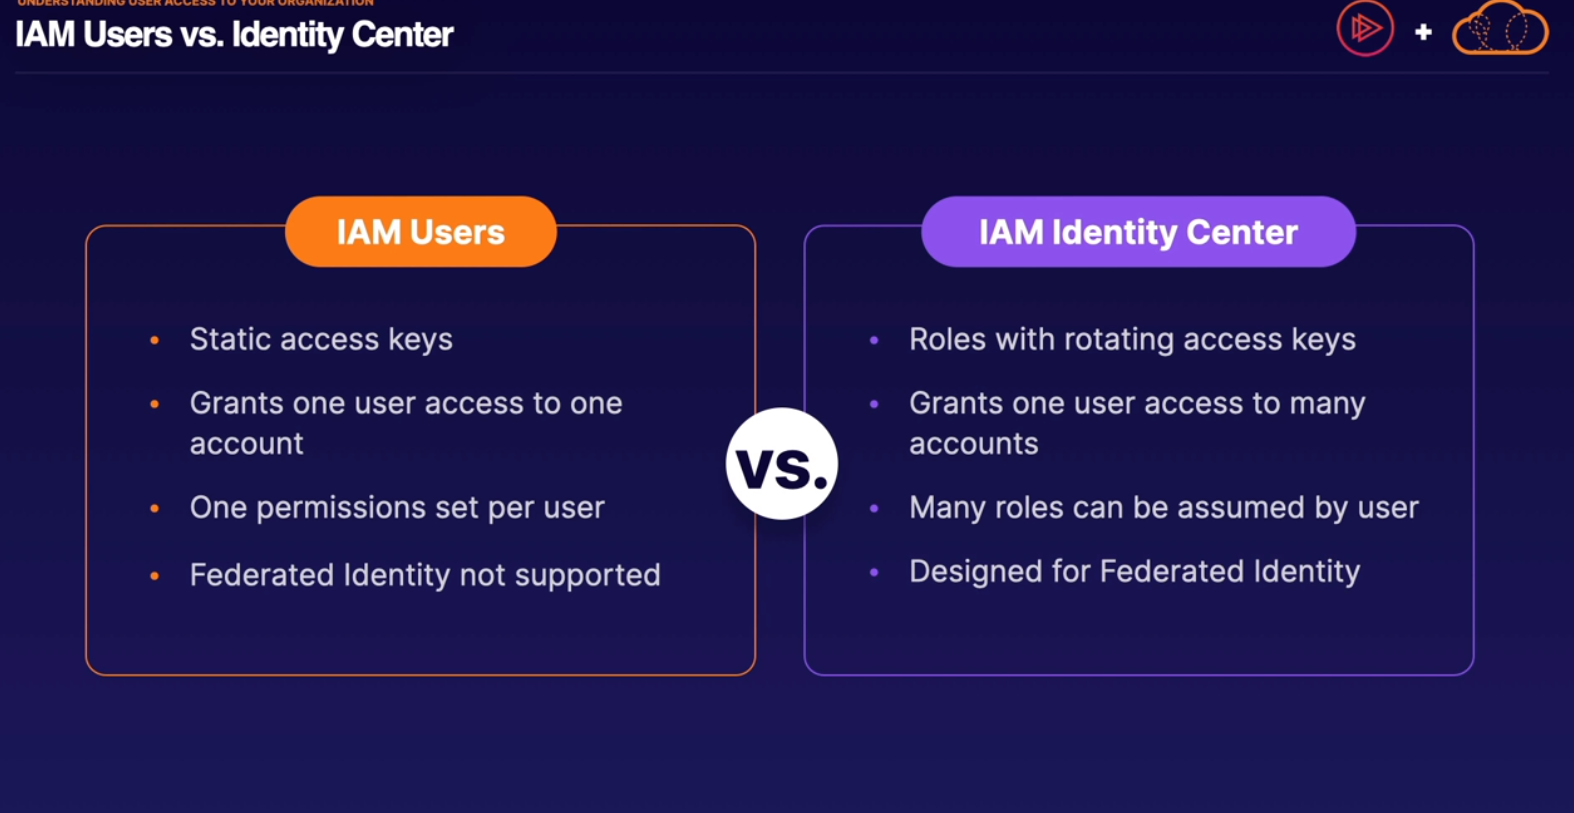 UNDERSTANDING USER ACCESS TO YOUR ORGANIZATION
IAM Users vs. Identity Center
+
IAM Users
• Static access keys
• Grants one user access to one
account
• One permissions set per user
• Federated Identity not supported
vs.
IAM Identity Center
• Roles with rotating access keys
• Grants one user access to many
accounts
• Many roles can be assumed by user
• Designed for Federated Identity